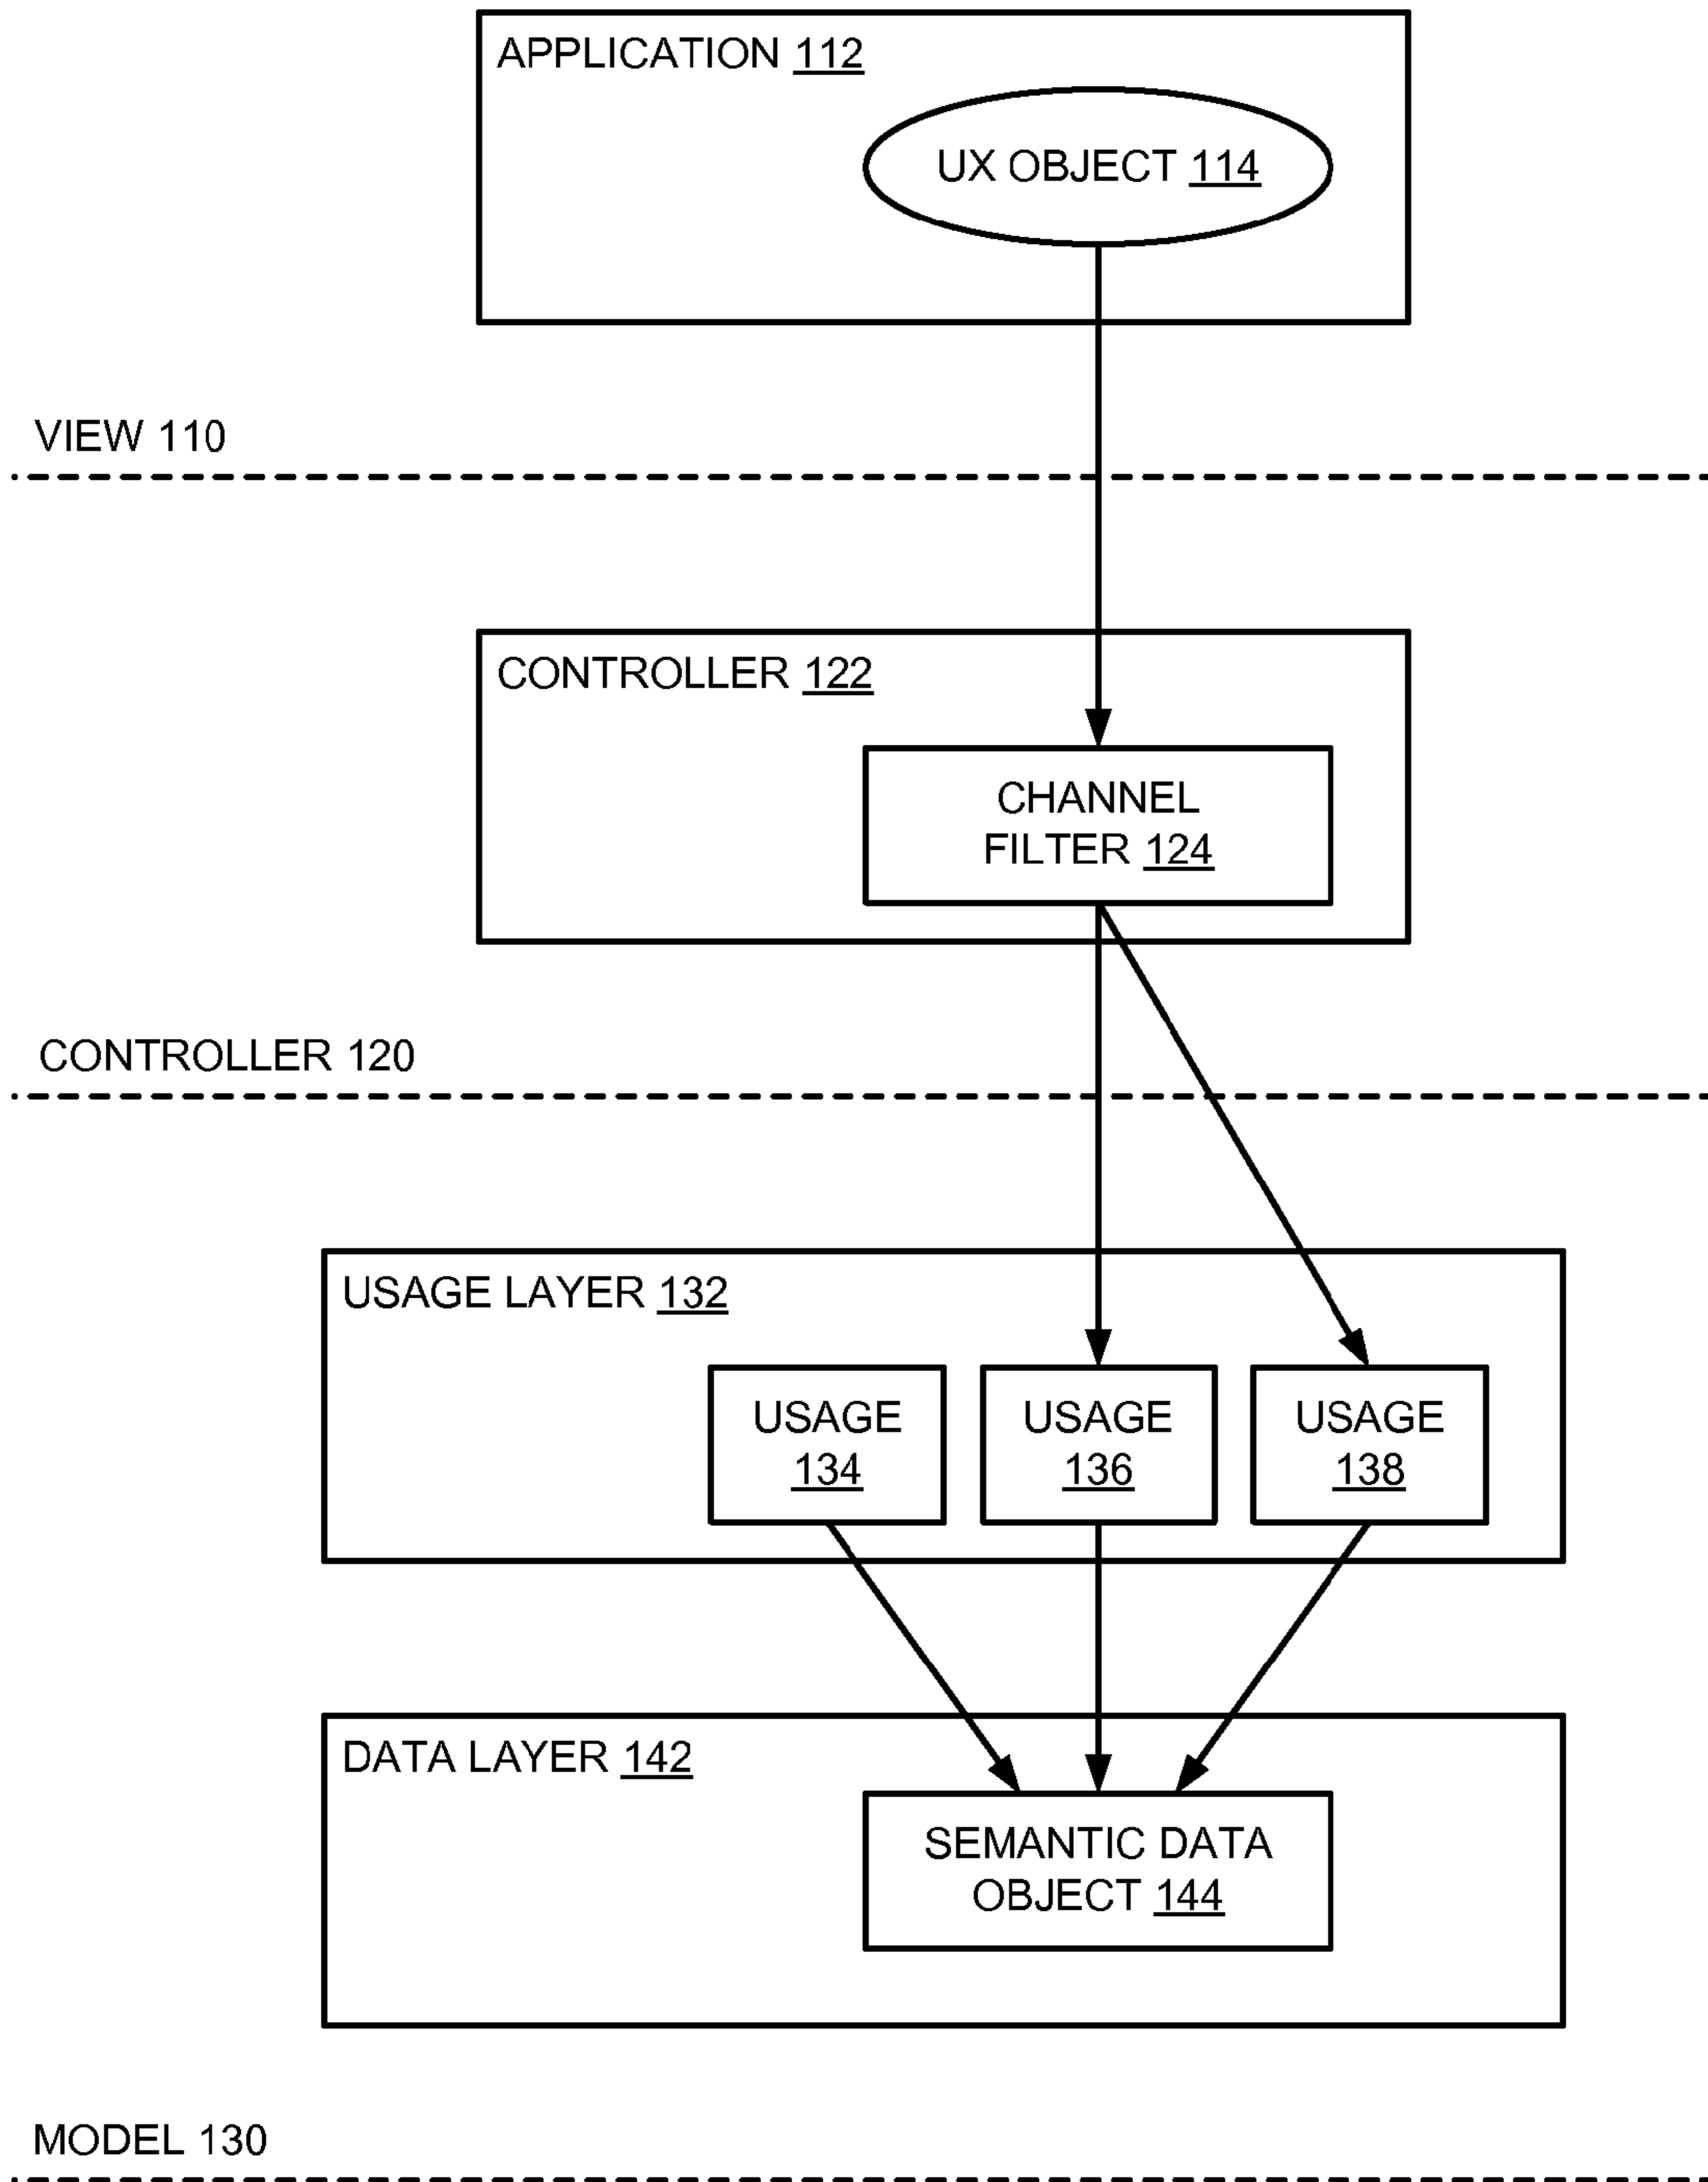 APPLICATION 112
UX OBJECT 114
VIEW 110
CONTROLLER 122
CHANNEL
FILTER 124
CONTROLLER 120
USAGE LAYER 132
USAGE
134
USAGE
136
USAGE
138
DATA LAYER 142
SEMANTIC DATA
OBJECT 144
MODEL 130